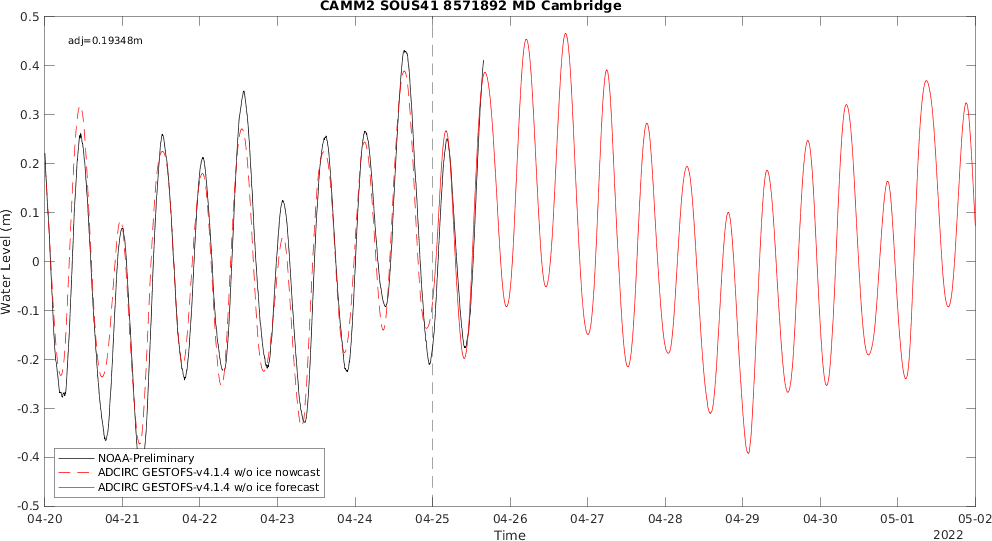 CAMM2 SOUS41 8571892 MD Cambridge
adj=0.19348m
0.5
0.4
0.3
0.2
0.1
0
-0.1
-0.2
-0.3
-0.4
-0.5
Water Level (m)
NOAA-Preliminary
ADCIRC GESTOFS-v4.1.4 w/o ice nowcast
ADCIRC GESTOFS-v4.1.4 w/o ice forecast
04-20 04-21 04-22 04-23 04-24 04-25 04-26 04-27 04-28 04-29 04-30 05-01 05-02
Time
2022